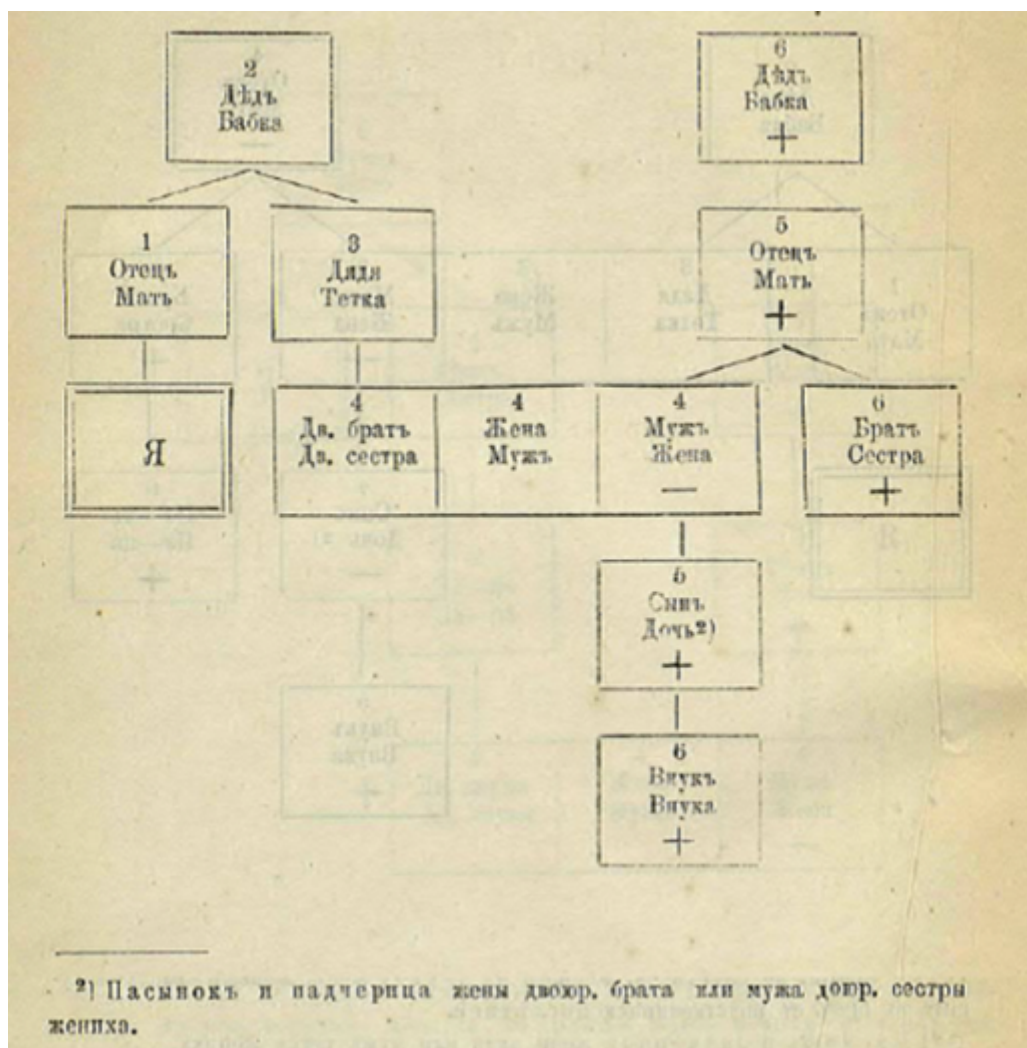 2
Дѣдъ
Бабка
—
6
Дѣдъ
Бабка
+
1
Отецъ
Мать
3
Дядя
Тетка
5
Отецъ
Мать
+
Я
4
Дв. братъ
Дв. сестра
4
Жена
Мужъ
4
Мужъ
Жена
—
6
Братъ
Сестра
+
5
Сынъ
Дочь²)
+
6
Внукъ
Внука
+
²) Пасынокъ и падчерица жены двоюр. брата или мужа доюр. сестры
жениха.